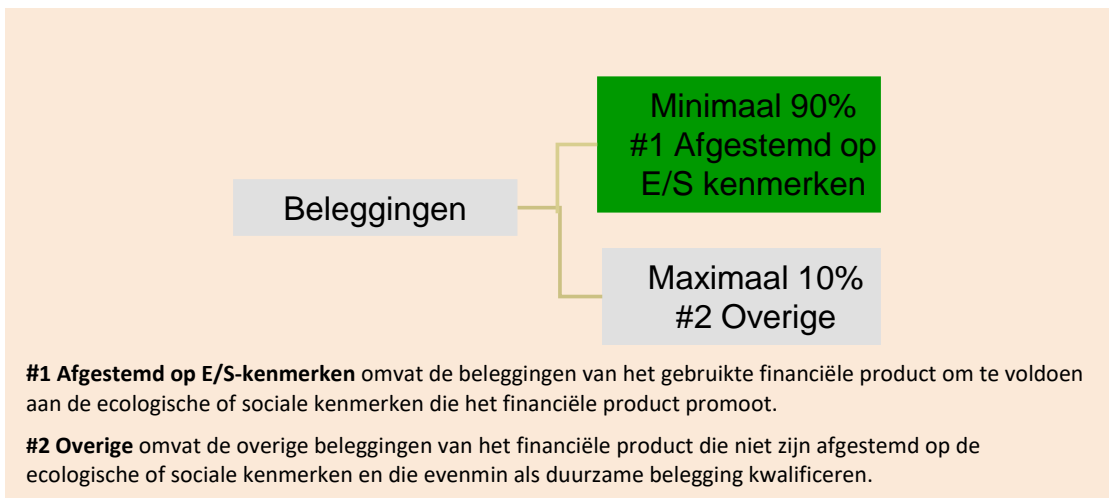 Minimaal 90%
#1 Afgestemd op
E/S kenmerken
Beleggingen
Maximaal 10%
#2 Overige
#1 Afgestemd op E/S-kenmerken omvat de beleggingen van het gebruikte financiële product om te voldoen
aan de ecologische of sociale kenmerken die het financiële product promoot.
#2 Overige omvat de overige beleggingen van het financiële product die niet zijn afgestemd op de
ecologische of sociale kenmerken en die evenmin als duurzame belegging kwalificeren.